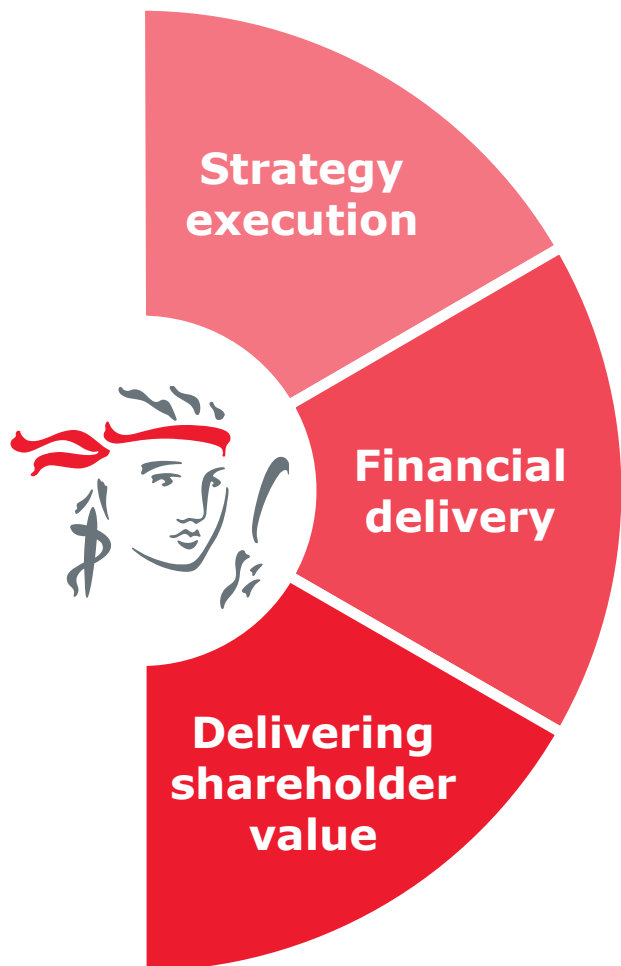 Strategy
execution
Financial
delivery
Delivering
shareholder
value